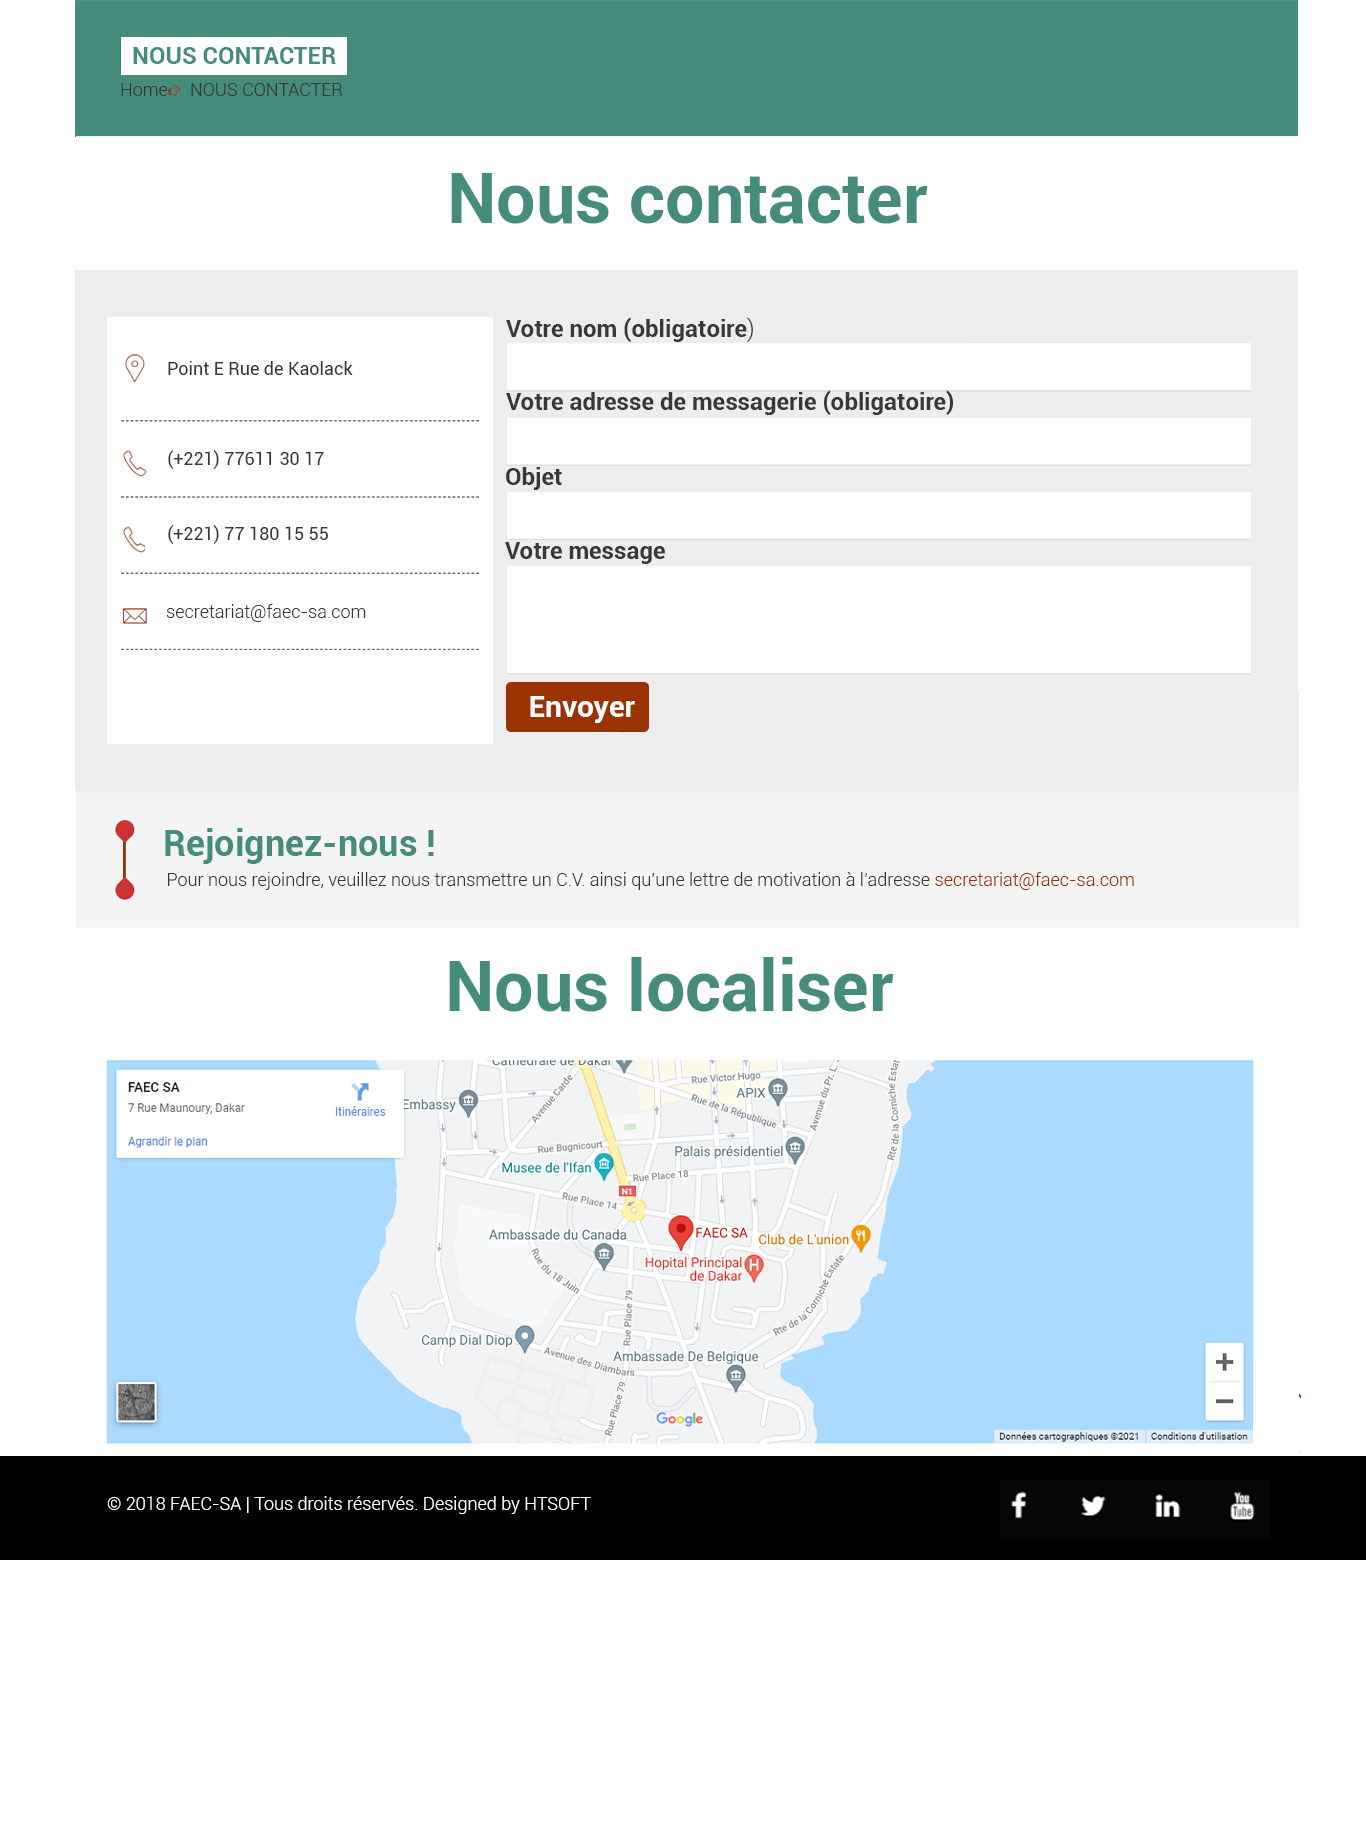 NOUS CONTACTER
Home NOUS CONTACTER
Nous contacter
Point E Rue de Kaolack
(+221) 77611 30 17
(+221) 77 180 15 55
secretariat@faec-sa.com
Votre nom (obligatoire)
Votre adresse de messagerie (obligatoire)
Objet
Votre message
Envoyer
Rejoignez-nous !
Pour nous rejoindre, veuillez nous transmettre un C.V. ainsi qu'une lettre de motivation à l'adresse secretariat@faec-sa.com
Nous localiser
FAEC SA
7 Rue Maunoury, Dakar
Itinéraires
Agrandir le plan
Cathédrale de Dakar
Embassy
Avenue Carde
Rue Victor Hugo
APIX
Rue de la République
Avenue du Pr. L.
Rte de la Corniche Estate
Rue Bugnicourt
Palais présidentiel
Musee de l'Ifan
Rue Place 18
N1
Rue Place 14
Ambassade du Canada
FAEC SA
Club de L'union
Hopital Principal
de Dakar
Rue du 18 Juin
Rue Place 79
Rte de la Corniche Estate
Camp Dial Diop
Avenue des Diambars
Ambassade De Belgique
Rue Place 79
Google
Données cartographiques ©2021
Conditions d'utilisation
© 2018 FAEC-SA | Tous droits réservés. Designed by HTSOFT
You
Tube